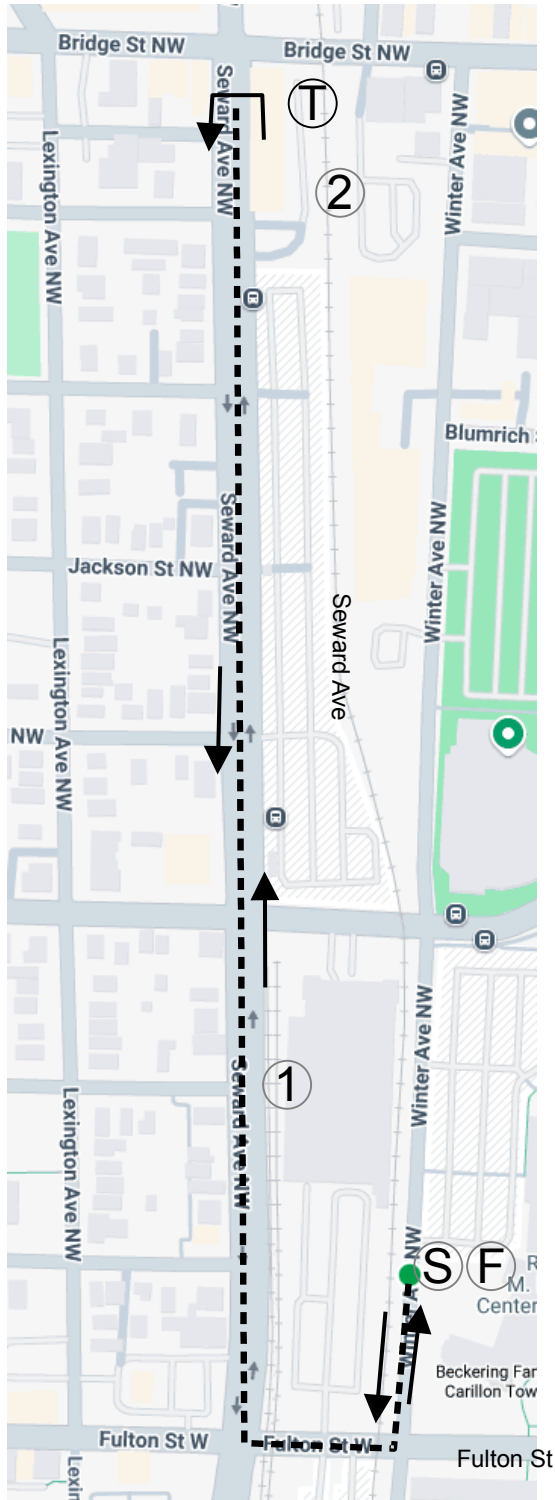 Bridge St NW
Bridge St NW
Seward Ave NW
T
Lexington Ave NW
Winter Ave NW
2
Blumrich
Seward Ave NW
Winter Ave NW
Jackson St NW
Seward Ave
Lexington Ave NW
NW
Winter Ave NW
1
Seward Ave NW
Lexington Ave NW
S F
NW
R
M.
Center
Beckering Fam
Carillon Tow
Fulton St W
Fulton St W
Fulton St